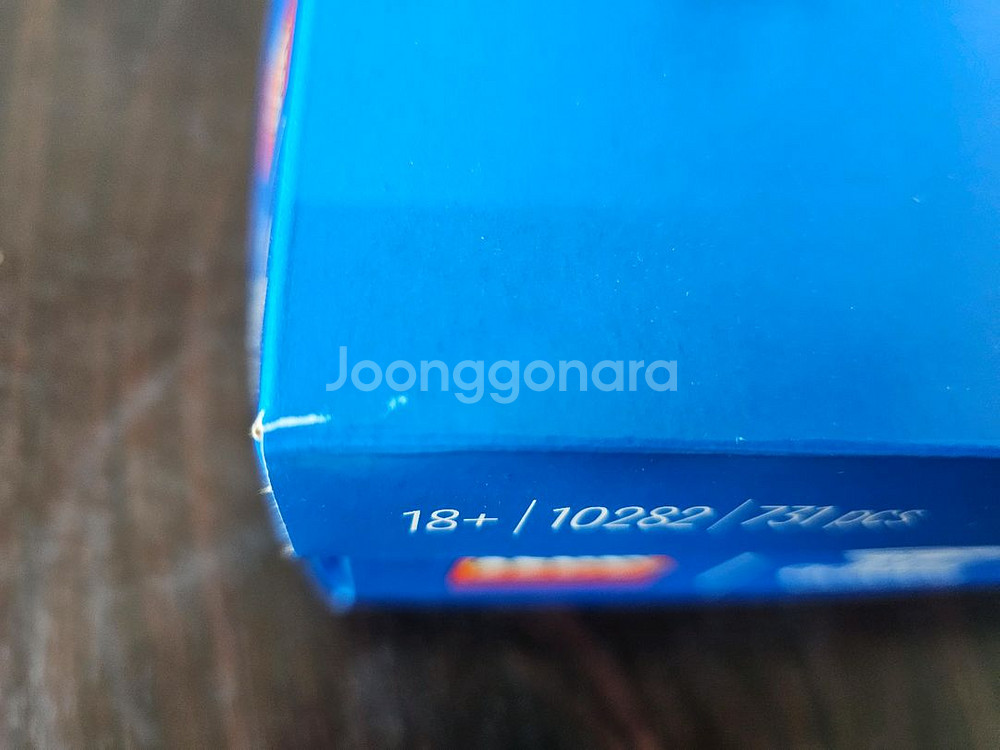 Joonggonara
18+ / 10282 / 731 pcs